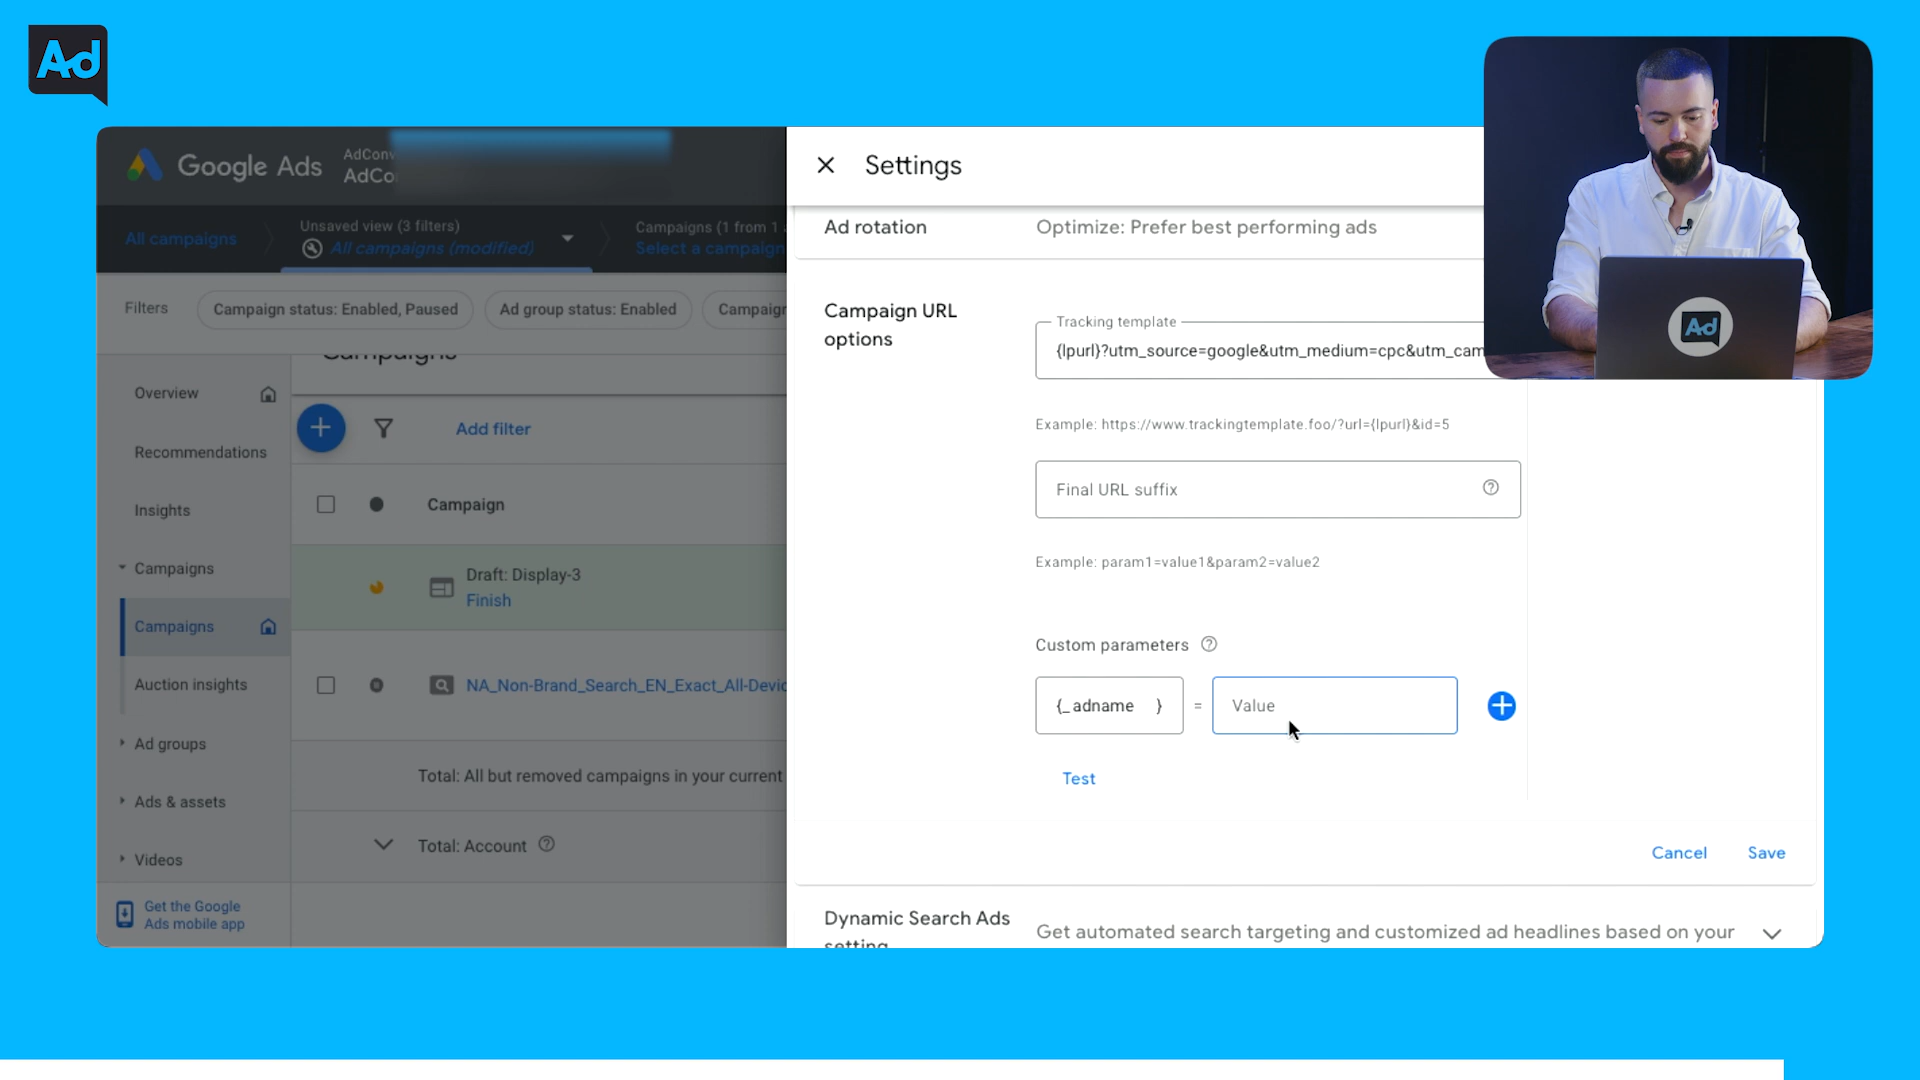 Ad
Google Ads
AdConv
AdCo
All campaigns
Unsaved view (3 filters)
All campaigns (modified)
Campaigns (1 from 1
Select a campaign
Filters
Campaign status: Enabled, Paused
Ad group status: Enabled
Campaign
Campaigns
Overview
Recommendations
Insights
Campaigns
Campaigns
Auction insights
Ad groups
Ads & assets
Videos
Get the Google
Ads mobile app
Add filter
Campaign
Draft: Display-3
Finish
NA_Non-Brand_Search_EN_Exact_All-Devic
Total: All but removed campaigns in your current
Total: Account
Settings
Ad rotation
Optimize: Prefer best performing ads
Campaign URL
options
Tracking template
{lpurl}?utm_source=google&utm_medium=cpc&utm_cam
Example: https://www.trackingtemplate.foo/?url={lpurl}&id=5
Final URL suffix
Example: param1=value1&param2=value2
Custom parameters
{_adname } = Value
Test
Cancel
Save
Dynamic Search Ads
setting
Get automated search targeting and customized ad headlines based on your
Ad